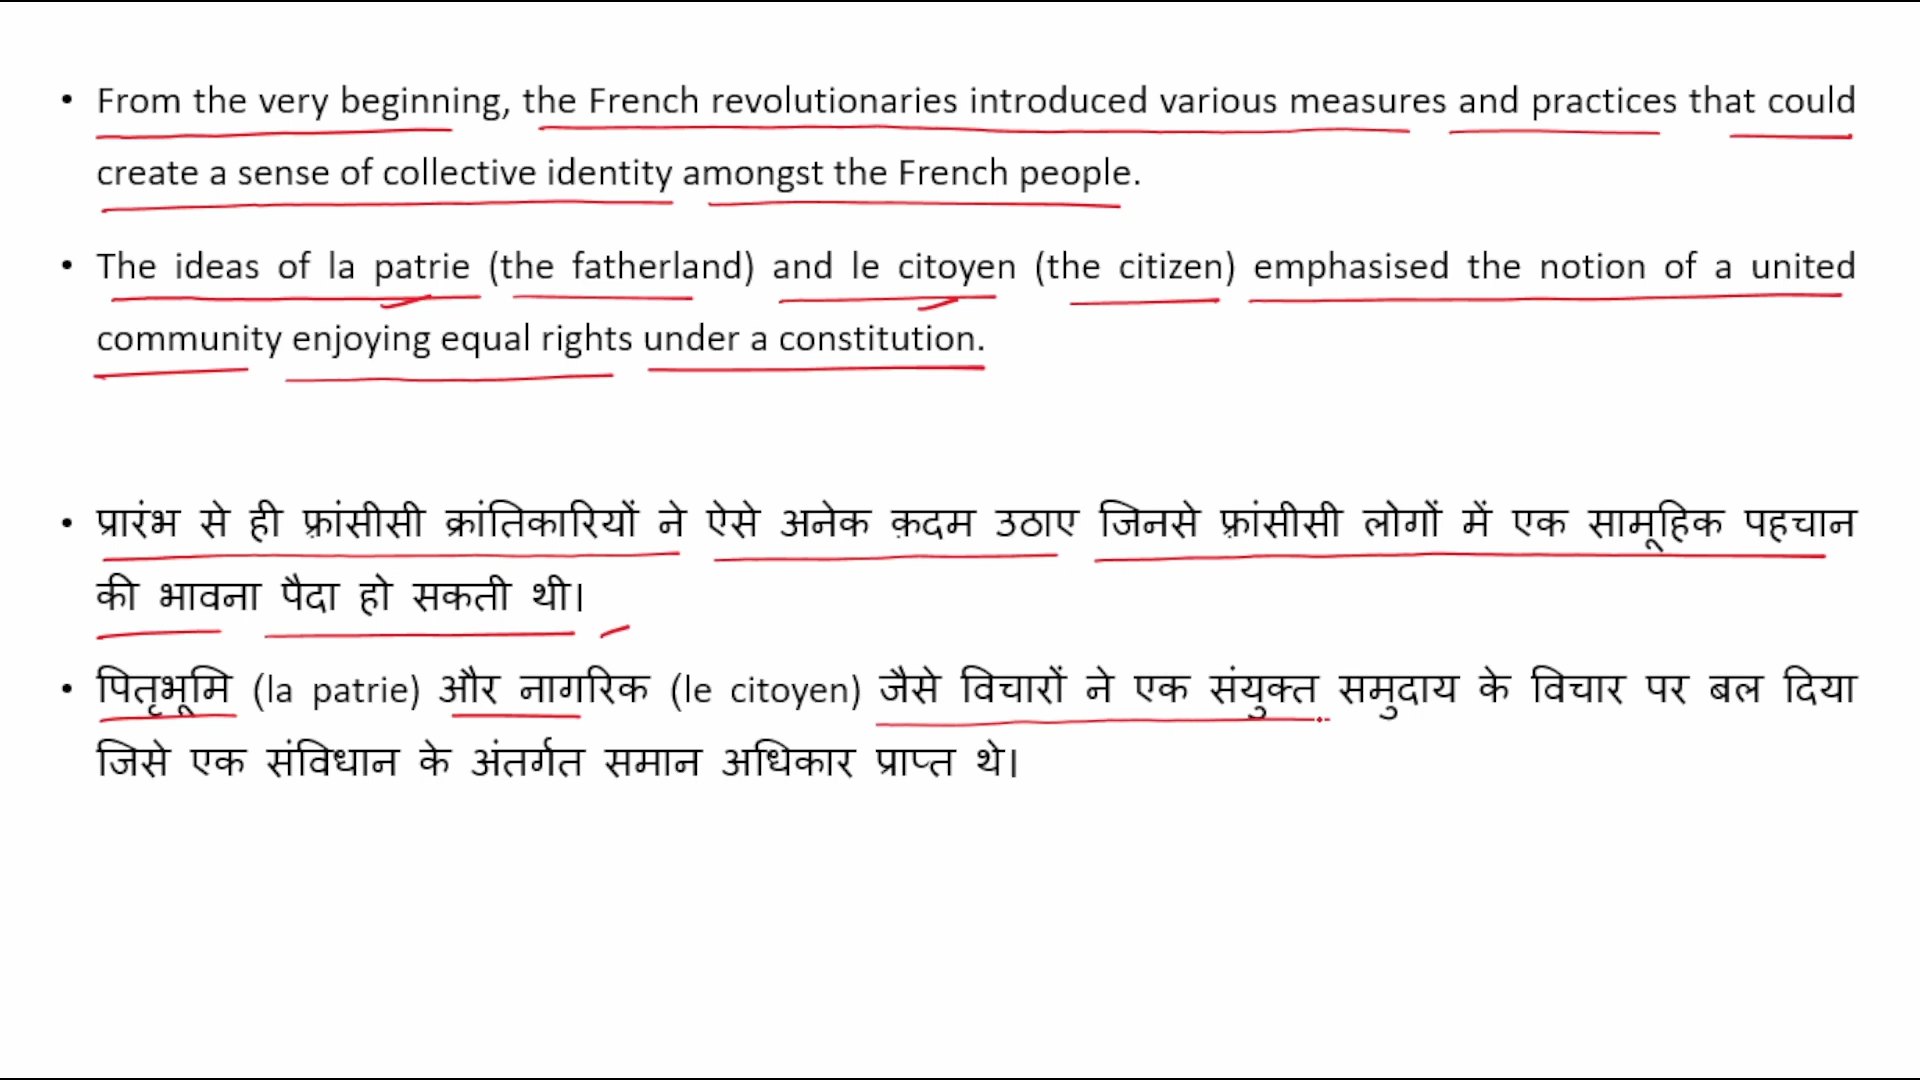 • From the very beginning, the French revolutionaries introduced various measures and practices that could
create a sense of collective identity amongst the French people.
• The ideas of la patrie (the fatherland) and le citoyen (the citizen) emphasised the notion of a united
community enjoying equal rights under a constitution.
• प्रारंभ से ही फ़्रांसीसी क्रांतिकारियों ने ऐसे अनेक क़दम उठाए जिनसे फ़्रांसीसी लोगों में एक सामूहिक पहचान
की भावना पैदा हो सकती थी।
• पितृभूमि (la patrie) और नागरिक (le citoyen) जैसे विचारों ने एक संयुक्त समुदाय के विचार पर बल दिया
जिसे एक संविधान के अंतर्गत समान अधिकार प्राप्त थे।